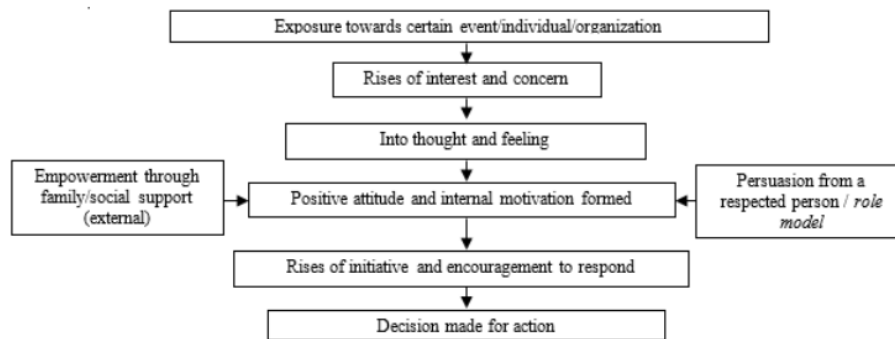 Exposure towards certain event/individual/organization
Rises of interest and concern
Into thought and feeling
Empowerment through
family/social support
(external)
Positive attitude and internal motivation formed
Persuasion from a
respected person / role
model
Rises of initiative and encouragement to respond
Decision made for action